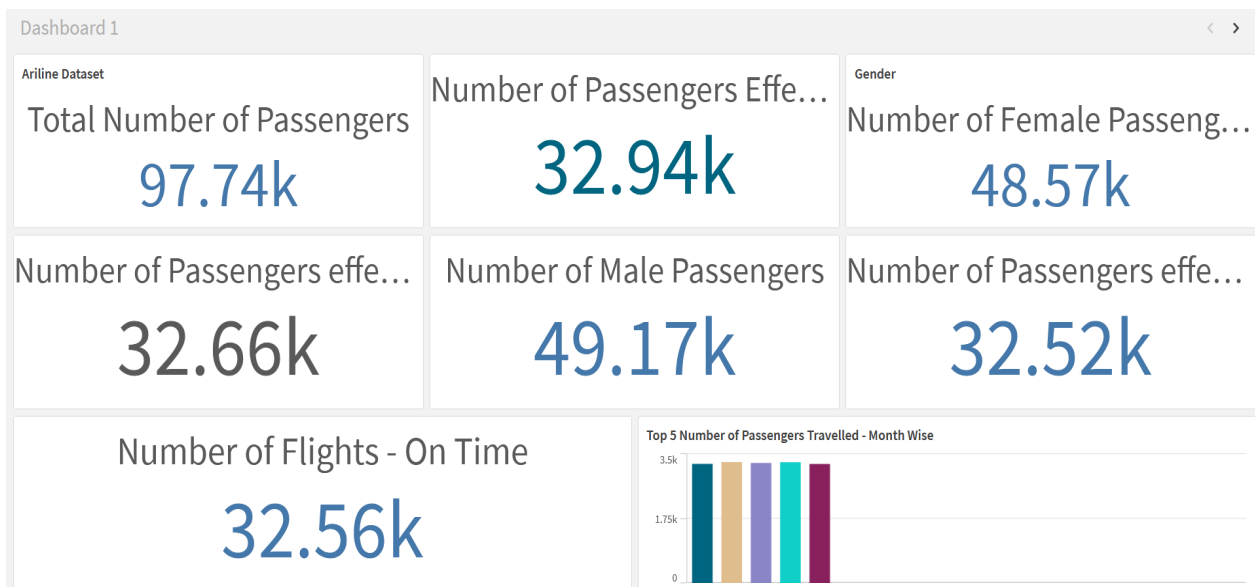 Dashboard 1
Ariline Dataset
Total Number of Passengers
97.74k
Number of Passengers Effe...
32.94k
Gender
Number of Female Passeng...
48.57k
Number of Passengers effe...
32.66k
Number of Male Passengers
49.17k
Number of Passengers effe...
32.52k
Number of Flights - On Time
32.56k
Top 5 Number of Passengers Travelled - Month Wise
3.5k
1.75k
0